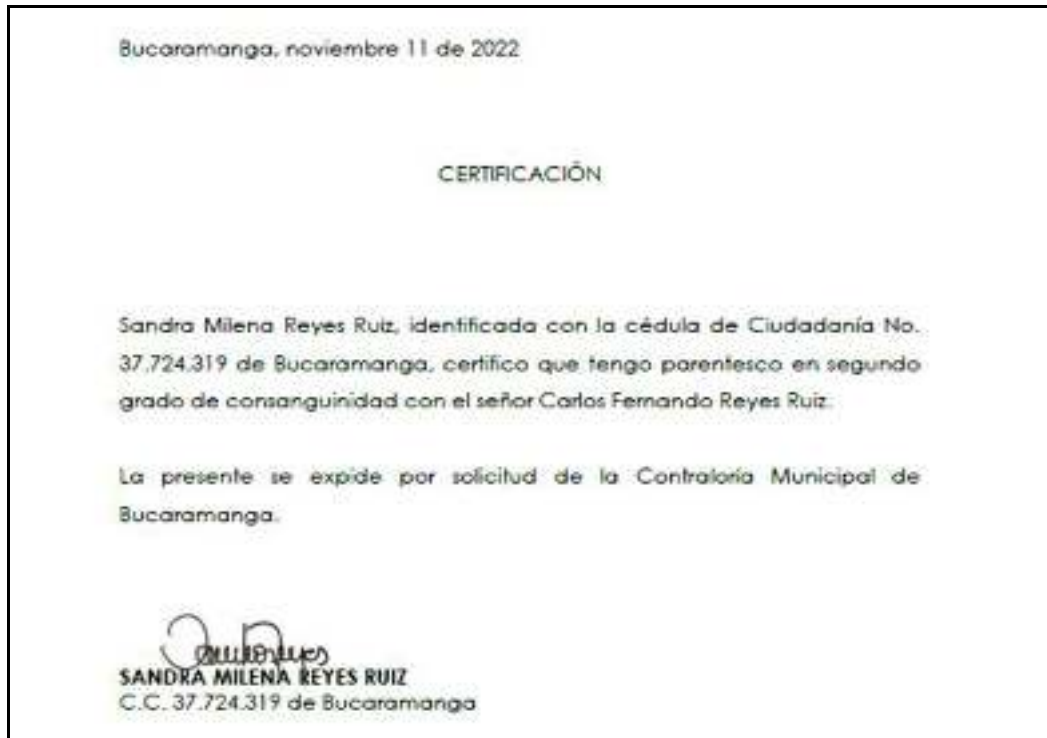 Bucaramanga, noviembre 11 de 2022
CERTIFICACIÓN
Sandra Milena Reyes Ruiz, identificada con la cédula de Ciudadanía No.
37.724.319 de Bucaramanga, certifico que tengo parentesco en segundo
grado de consanguinidad con el señor Carlos Fernando Reyes Ruiz.
La presente se expide por solicitud de la Contraloría Municipal de
Bucaramanga.
SANDRA MILENA REYES RUIZ
C.C. 37.724.319 de Bucaramanga